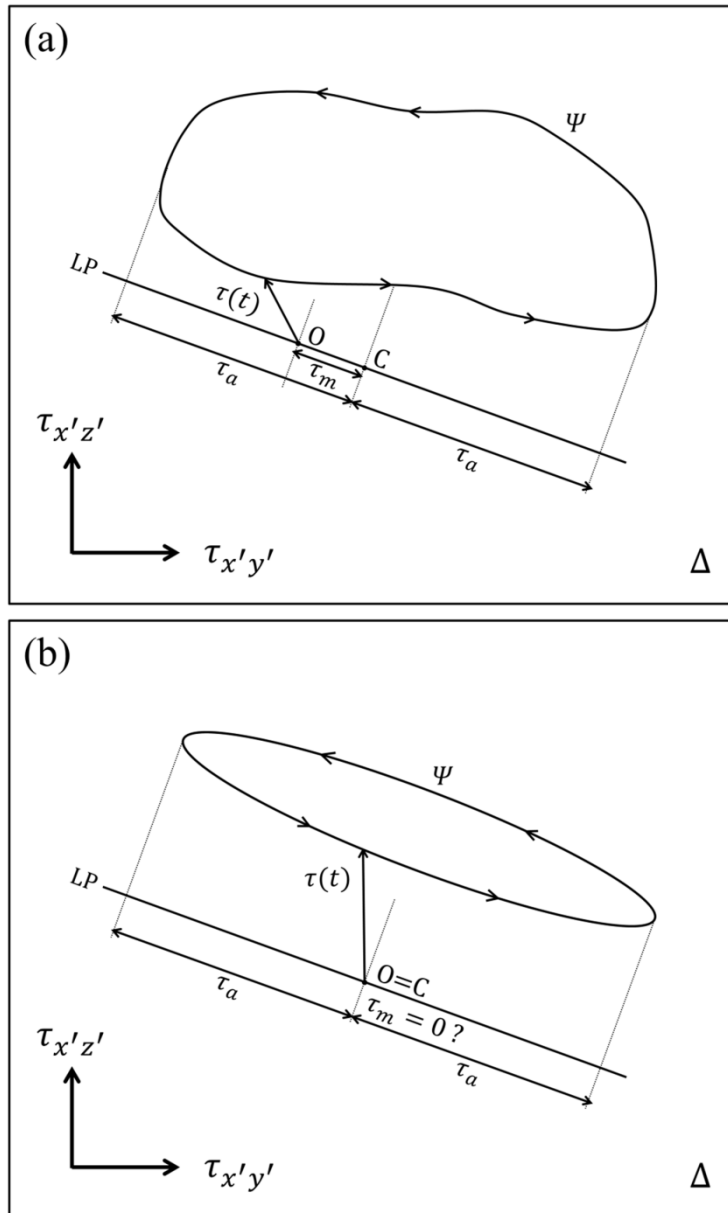 (a)
Ψ
LP
τ(t)
O
C
τₘ
τₐ
τₐ
τₓ′z′
τₓ′y′
Δ
(b)
Ψ
LP
τ(t)
O=C
τₘ = 0 ?
τₐ
τₐ
τₓ′z′
τₓ′y′
Δ